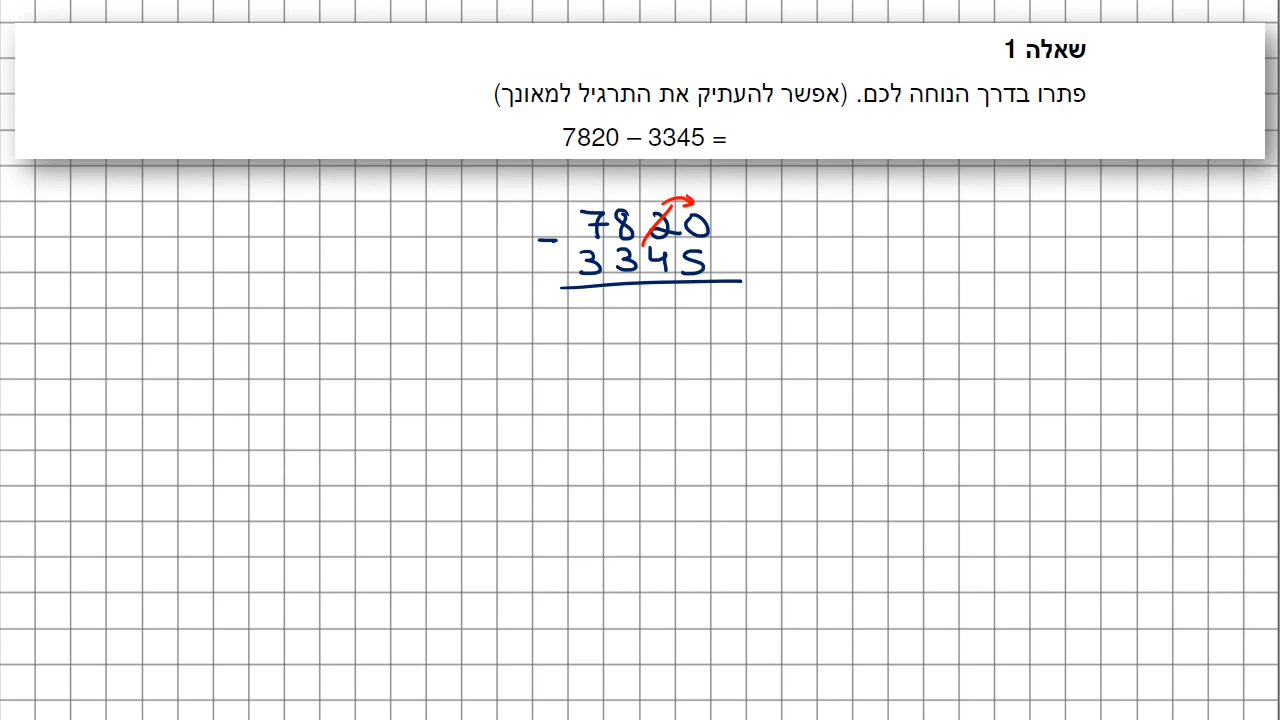 שאלה 1
פתרו בדרך הנוחה לכם. (אפשר להעתיק את התרגיל למאונך)
7820 – 3345 =
7820
- 3345